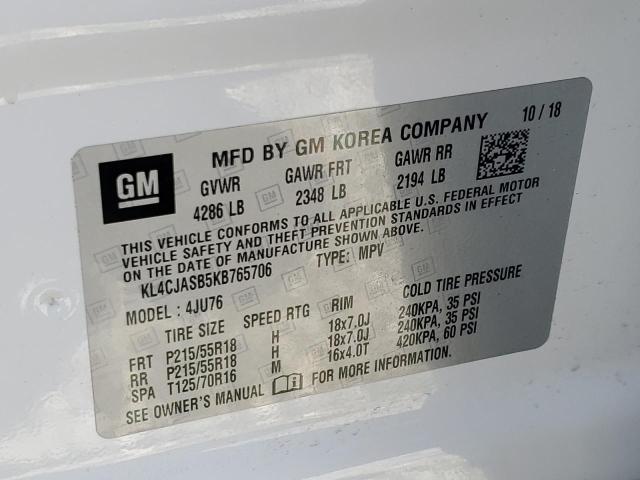 10 / 18
MFD BY GM KOREA COMPANY
GM
GVWR GAWR FRT GAWR RR
4286 LB 2348 LB 2194 LB
THIS VEHICLE CONFORMS TO ALL APPLICABLE U.S. FEDERAL MOTOR
VEHICLE SAFETY AND THEFT PREVENTION STANDARDS IN EFFECT
ON THE DATE OF MANUFACTURE SHOWN ABOVE.
KL4CJASB5KB765706 TYPE: MPV
MODEL : 4JU76
TIRE SIZE SPEED RTG RIM COLD TIRE PRESSURE
FRT P215/55R18 H 18x7.0J 240KPA, 35 PSI
RR P215/55R18 H 18x7.0J 240KPA, 35 PSI
SPA T125/70R16 M 16x4.0T 420KPA, 60 PSI
SEE OWNER'S MANUAL FOR MORE INFORMATION.